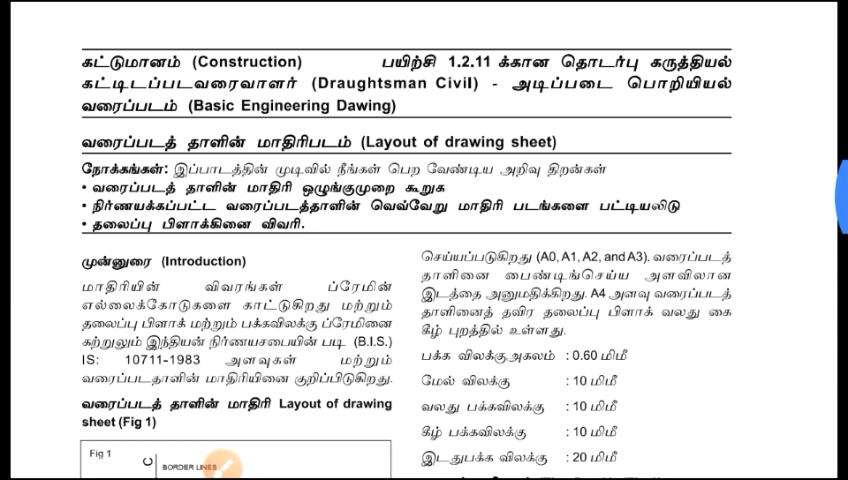 கட்டுமானம் (Construction) பயிற்சி 1.2.11 க்கான தொடர்பு கருத்தியல்
கட்டிடப்படவரைவாளர் (Draughtsman Civil) - அடிப்படை பொறியியல்
வரைப்படம் (Basic Engineering Dawing)
வரைப்படத் தாளின் மாதிரிபடம் (Layout of drawing sheet)
நோக்கங்கள்: இப்பாடத்தின் முடிவில் நீங்கள் பெற வேண்டிய அறிவு திறன்கள்
• வரைப்படத் தாளின் மாதிரி ஒழுங்குமுறை கூறுக
• நிர்ணயக்கப்பட்ட வரைப்படத்தாளின் வெவ்வேறு மாதிரி படங்களை பட்டியலிடு
• தலைப்பு பிளாக்கினை விவரி.
முன்னுரை (Introduction)
மாதிரியின் விவரங்கள் ப்ரேமின்
எல்லைக்கோடுகளை காட்டுகிறது மற்றும்
தலைப்பு பிளாக் மற்றும் பக்கவிலக்கு ப்ரேமினை
சுற்றுலும் இந்தியன் நிர்ணயசபையின் படி (B.I.S.)
IS: 10711-1983 அளவுகள் மற்றும்
வரைப்படதாளின் மாதிரியினை குறிப்பிடுகிறது.
வரைப்படத் தாளின் மாதிரி Layout of drawing
sheet (Fig 1)
Fig 1
C
BORDER LINES
செய்யப்படுகிறது (A0, A1, A2, and A3). வரைப்படத்
தாளினை பைண்டிங்செய்ய அளவிலான
இடத்தை அனுமதிக்கிறது. A4 அளவு வரைப்படத்
தாளினைத் தவிர தலைப்பு பிளாக் வலது கை
கீழ் புறத்தில் உள்ளது.
பக்க விலக்குஅகலம் : 0.60 மிமீ
மேல் விலக்கு : 10 மிமீ
வலது பக்கவிலக்கு : 10 மிமீ
கீழ் பக்கவிலக்கு : 10 மிமீ
இடதுபக்க விலக்கு : 20 மிமீ